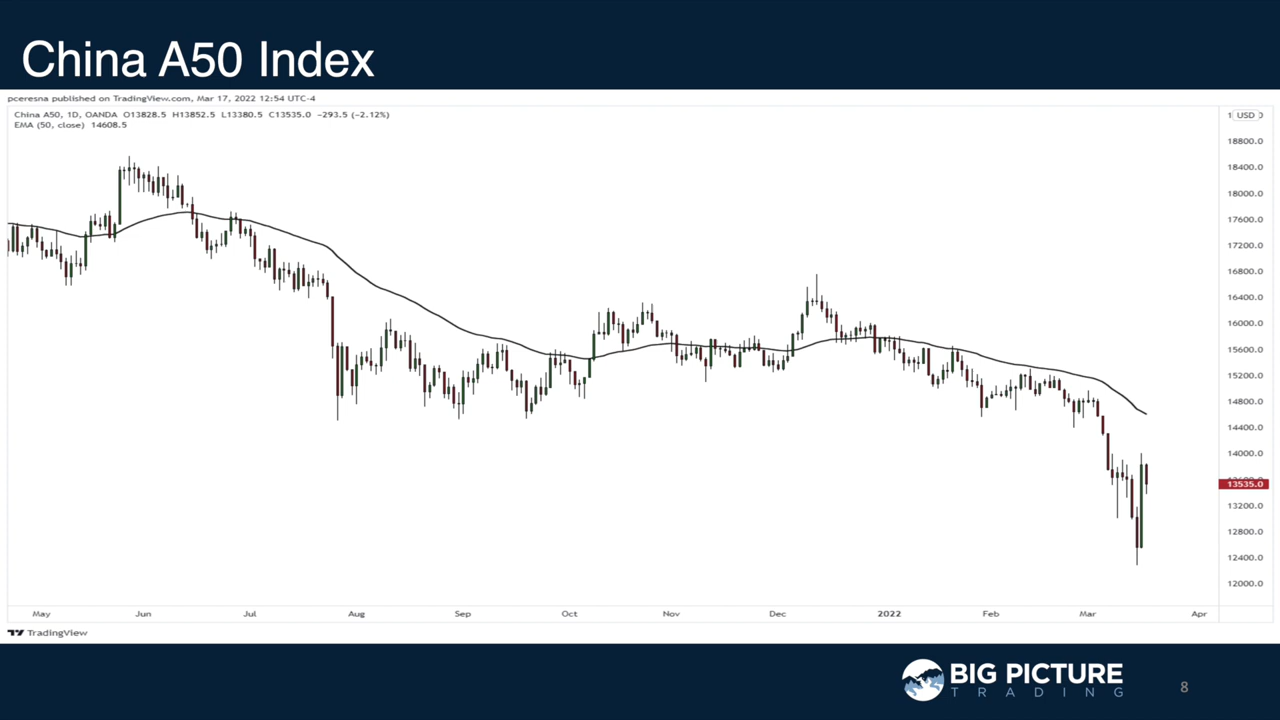 China A50 Index
pceresna published on TradingView.com, Mar 17, 2022 12:54 UTC-4
China A50, 1D, OANDA O13828.5 H13852.5 L13380.5 C13535.0 −293.5 (−2.12%)
EMA (50, close) 14608.5
USD
18800.0
18400.0
18000.0
17600.0
17200.0
16800.0
16400.0
16000.0
15600.0
15200.0
14800.0
14400.0
14000.0
13535.0
13200.0
12800.0
12400.0
12000.0
May Jun Jul Aug Sep Oct Nov Dec 2022 Feb Mar Apr
TradingView
BIG PICTURE
TRADING
8